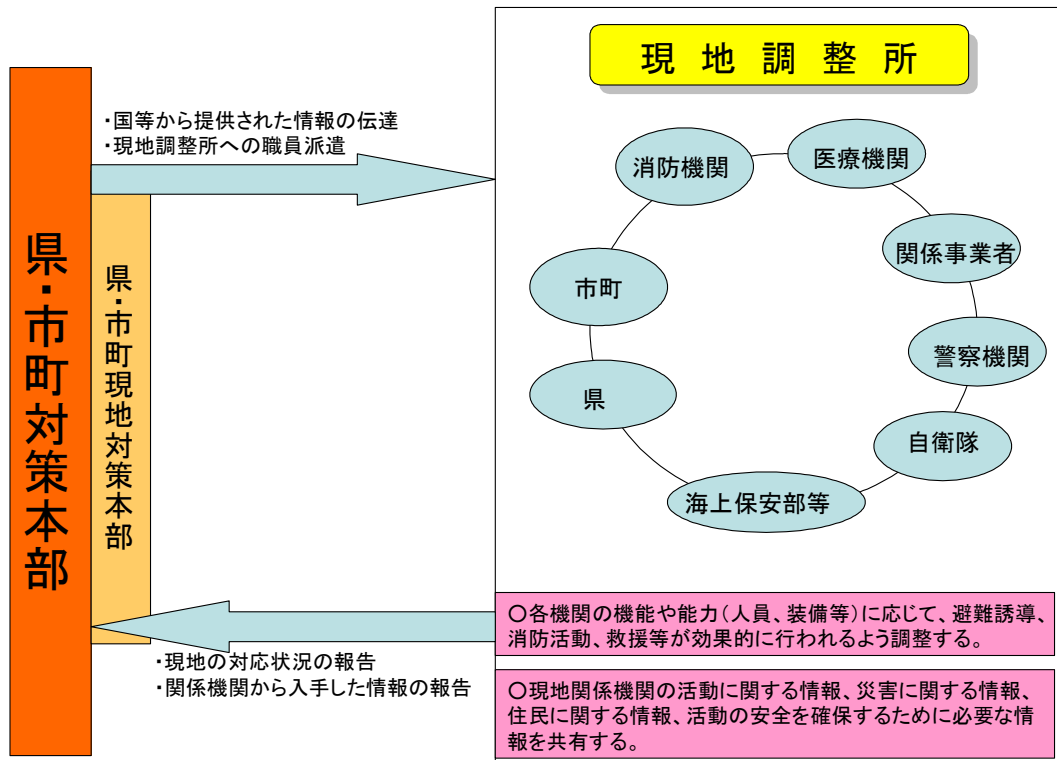 現地調整所
・国等から提供された情報の伝達
・現地調整所への職員派遣
県・市町対策本部
県・市町現地対策本部
消防機関
医療機関
関係事業者
市町
警察機関
県
自衛隊
海上保安部等
・現地の対応状況の報告
・関係機関から入手した情報の報告
〇各機関の機能や能力(人員、装備等)に応じて、避難誘導、
消防活動、救援等が効果的に行われるよう調整する。
〇現地関係機関の活動に関する情報、災害に関する情報、
住民に関する情報、活動の安全を確保するために必要な情
報を共有する。